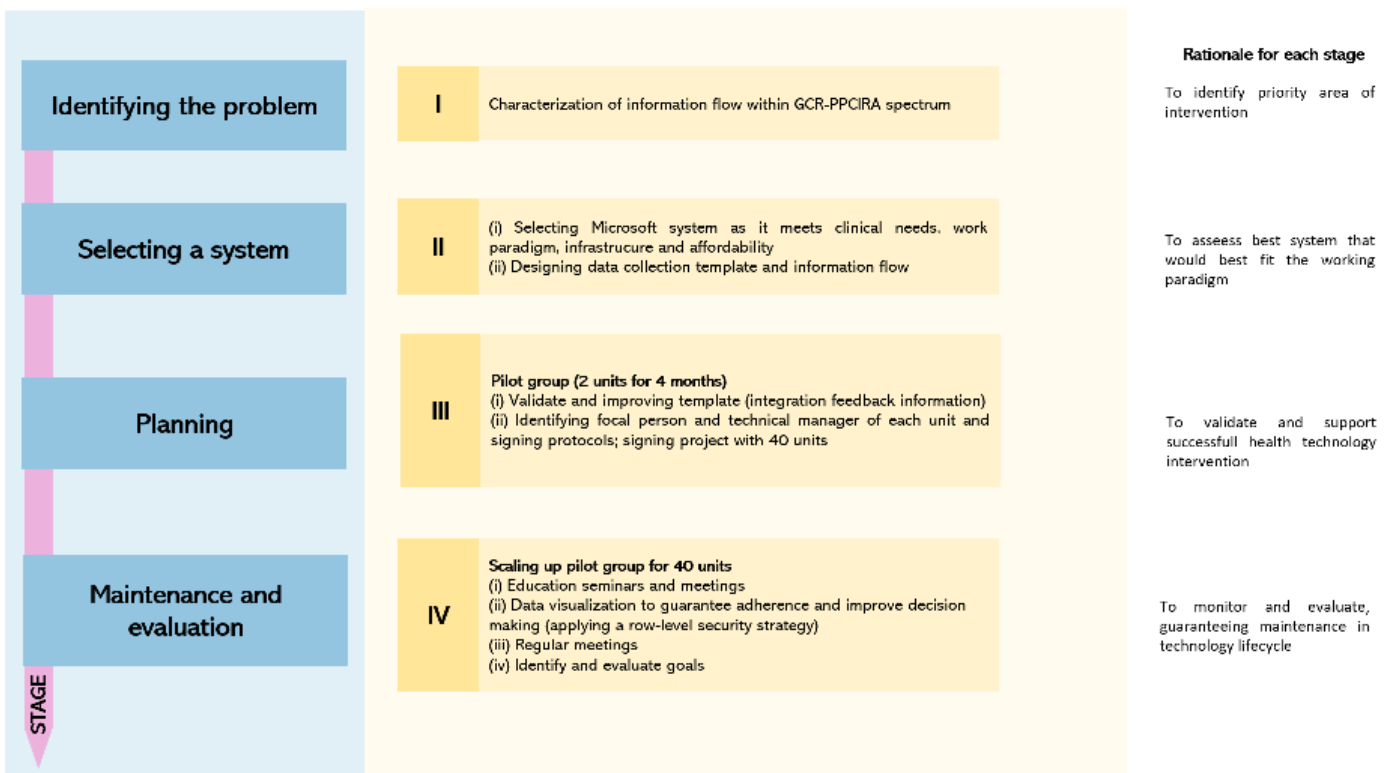 Rationale for each stage
Identifying the problem
I
Characterization of information flow within GCR-PPCIRA spectrum
To identify priority area of
intervention
Selecting a system
II
(i) Selecting Microsoft system as it meets clinical needs, work
paradigm, infrastrucure and affordability
(ii) Designing data collection template and information flow
To asseess best system that
would best fit the working
paradigm
Planning
III
Pilot group (2 units for 4 months)
(i) Validate and improving template (integration feedback information)
(ii) Identifying focal person and technical manager of each unit and
signing protocols; signing project with 40 units
To validate and support
successfull health technology
intervention
Maintenance and
evaluation
IV
Scaling up pilot group for 40 units
(i) Education seminars and meetings
(ii) Data visualization to guarantee adherence and improve decision
making (applying a row-level security strategy)
(iii) Regular meetings
(iv) Identify and evaluate goals
To monitor and evaluate,
guaranteeing maintenance in
technology lifecycle
STAGE